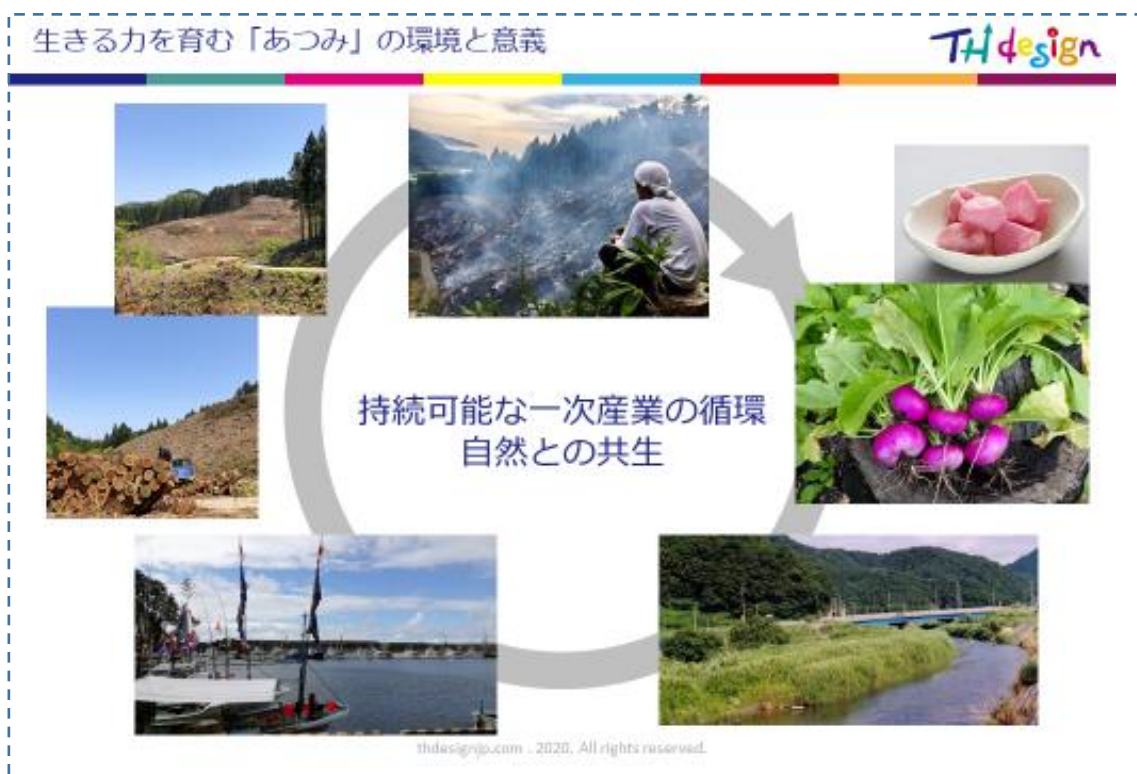 生きる力を育む「あつみ」の環境と意義
TH design
持続可能な一次産業の循環
自然との共生
thdesignjp.com . 2020. All rights reserved.